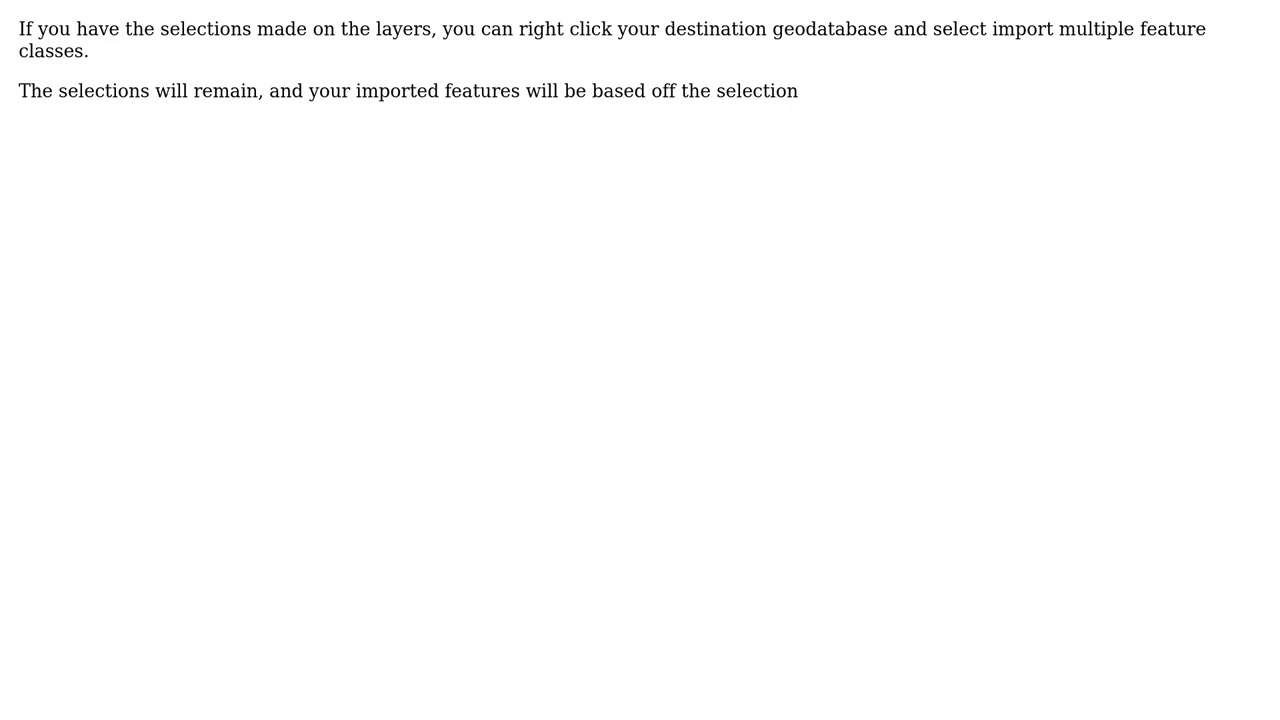 If you have the selections made on the layers, you can right click your destination geodatabase and select import multiple feature
classes.
The selections will remain, and your imported features will be based off the selection